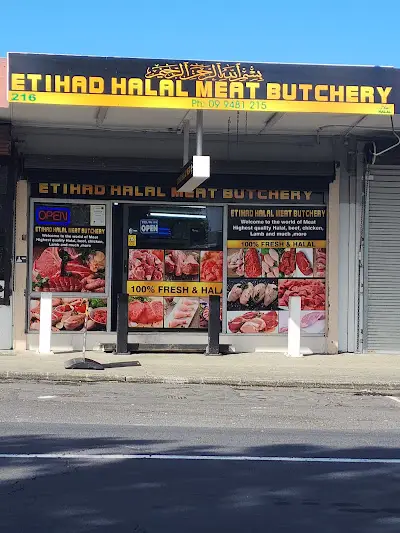 بسم الله الرحمن الرحيم
ETIHAD HALAL MEAT BUTCHERY
216
Ph: 09 9481 215
ETIHAD HALAL MEAT BUTCHERY
OPEN
ETIHAD HALAL MEAT BUTCHERY
Welcome to the world of Meat
Highest quality Halal, beef, chicken,
Lamb and much ,more
OPEN
100% FRESH & HALA
ETIHAD HALAL MEAT BUTCHERY
Welcome to the world of Meat
Highest quality Halal, beef, chicken,
Lamb and much ,more
100% FRESH & HALAL